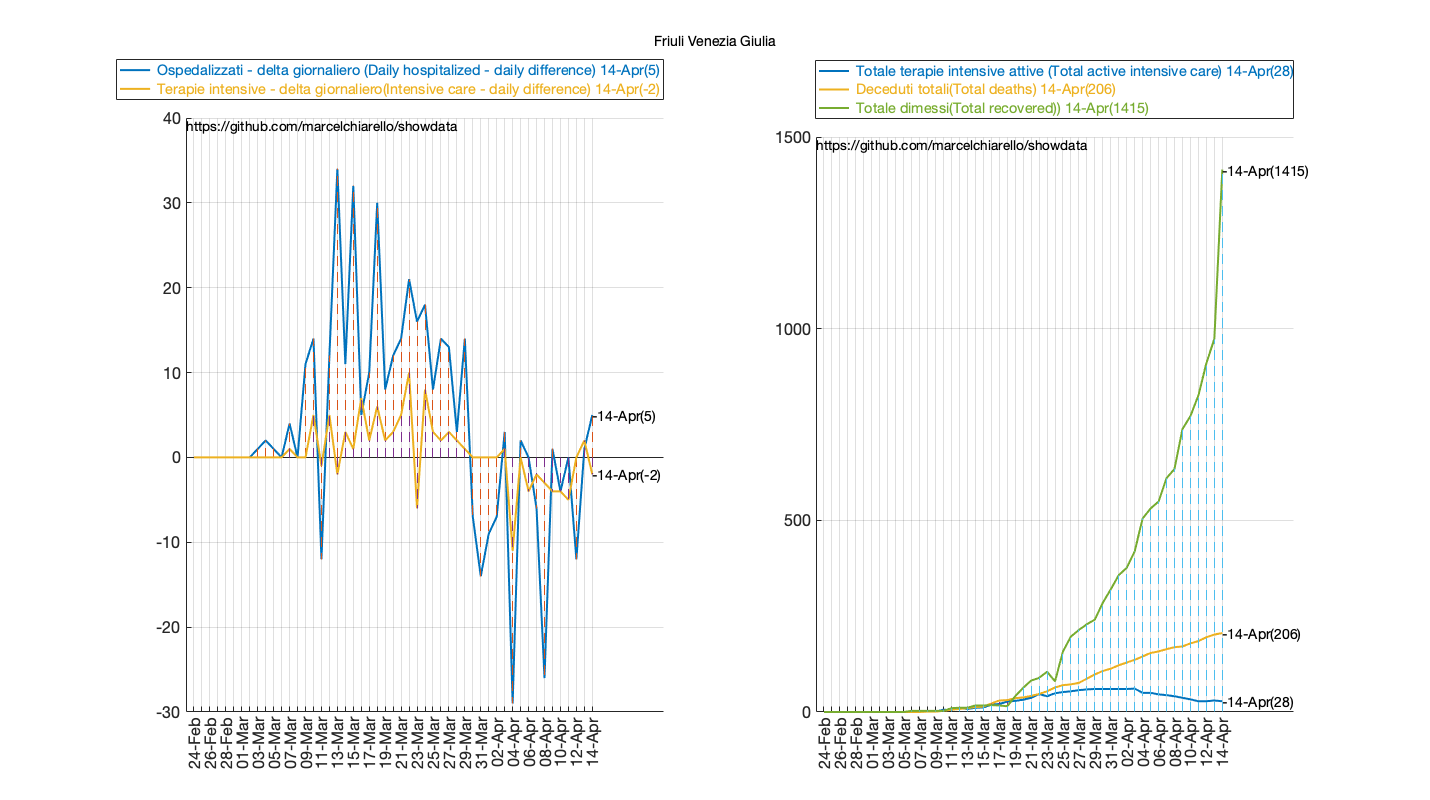 Friuli Venezia Giulia
Ospedalizzati - delta giornaliero (Daily hospitalized - daily difference) 14-Apr(5)
Terapie intensive - delta giornaliero(Intensive care - daily difference) 14-Apr(-2)
https://github.com/marcelchiarello/showdata
40
30
20
10
0
-10
-20
-30
-14-Apr(5)
-14-Apr(-2)
24-Feb
26-Feb
28-Feb
01-Mar
03-Mar
05-Mar
07-Mar
09-Mar
11-Mar
13-Mar
15-Mar
17-Mar
19-Mar
21-Mar
23-Mar
25-Mar
27-Mar
29-Mar
31-Mar
02-Apr
04-Apr
06-Apr
08-Apr
10-Apr
12-Apr
14-Apr
Totale terapie intensive attive (Total active intensive care) 14-Apr(28)
Deceduti totali(Total deaths) 14-Apr(206)
Totale dimessi(Total recovered)) 14-Apr(1415)
https://github.com/marcelchiarello/showdata
1500
1000
500
0
-14-Apr(1415)
-14-Apr(206)
-14-Apr(28)
24-Feb
26-Feb
28-Feb
01-Mar
03-Mar
05-Mar
07-Mar
09-Mar
11-Mar
13-Mar
15-Mar
17-Mar
19-Mar
21-Mar
23-Mar
25-Mar
27-Mar
29-Mar
31-Mar
02-Apr
04-Apr
06-Apr
08-Apr
10-Apr
12-Apr
14-Apr